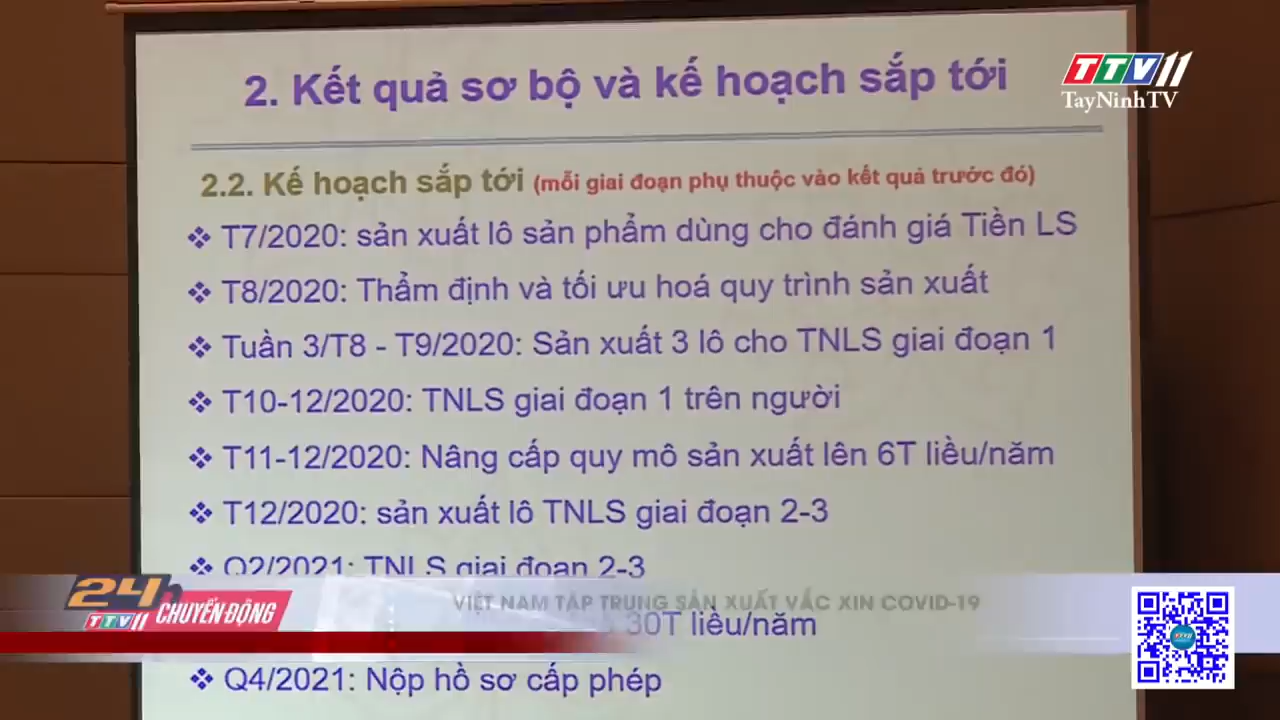 2. Kết quả sơ bộ và kế hoạch sắp tới
TTV11
TayNinhTV
2.2. Kế hoạch sắp tới (mỗi giai đoạn phụ thuộc vào kết quả trước đó)
❖ T7/2020: sản xuất lô sản phẩm dùng cho đánh giá Tiền LS
❖ T8/2020: Thẩm định và tối ưu hoá quy trình sản xuất
❖ Tuần 3/T8 - T9/2020: Sản xuất 3 lô cho TNLS giai đoạn 1
❖ T10-12/2020: TNLS giai đoạn 1 trên người
❖ T11-12/2020: Nâng cấp quy mô sản xuất lên 6T liều/năm
❖ T12/2020: sản xuất lô TNLS giai đoạn 2-3
❖ Q2/2021: TNLS giai đoạn 2-3
24h
TTV11 CHUYỂN ĐỘNG
VIỆT NAM TẬP TRUNG SẢN XUẤT VẮC XIN COVID-19
30T liều/năm
❖ Q4/2021: Nộp hồ sơ cấp phép